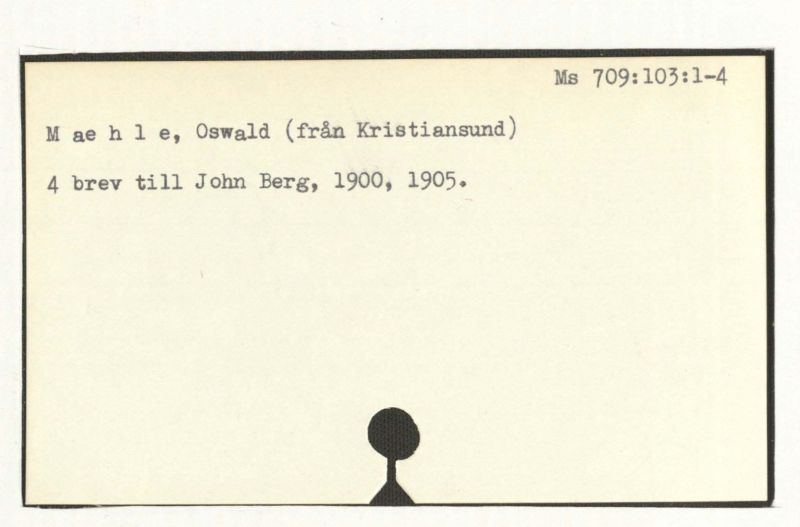 Ms 709:103:1-4
M ae h l e, Oswald (från Kristiansund)
4 brev till John Berg, 1900, 1905.